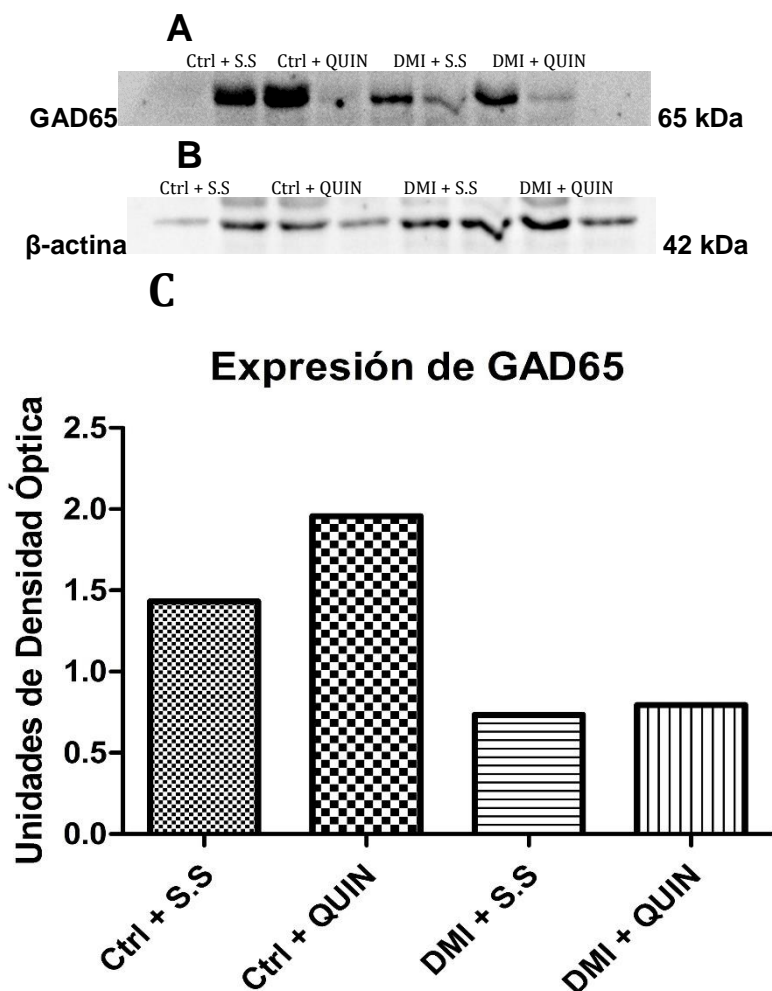 A
Ctrl + S.S Ctrl + QUIN DMI + S.S DMI + QUIN
GAD65 65 kDa
B
Ctrl + S.S Ctrl + QUIN DMI + S.S DMI + QUIN
β-actina 42 kDa
C
Expresión de GAD65
Unidades de Densidad Óptica
2.5
2.0
1.5
1.0
0.5
0.0
Ctrl + S.S
Ctrl + QUIN
DMI + S.S
DMI + QUIN